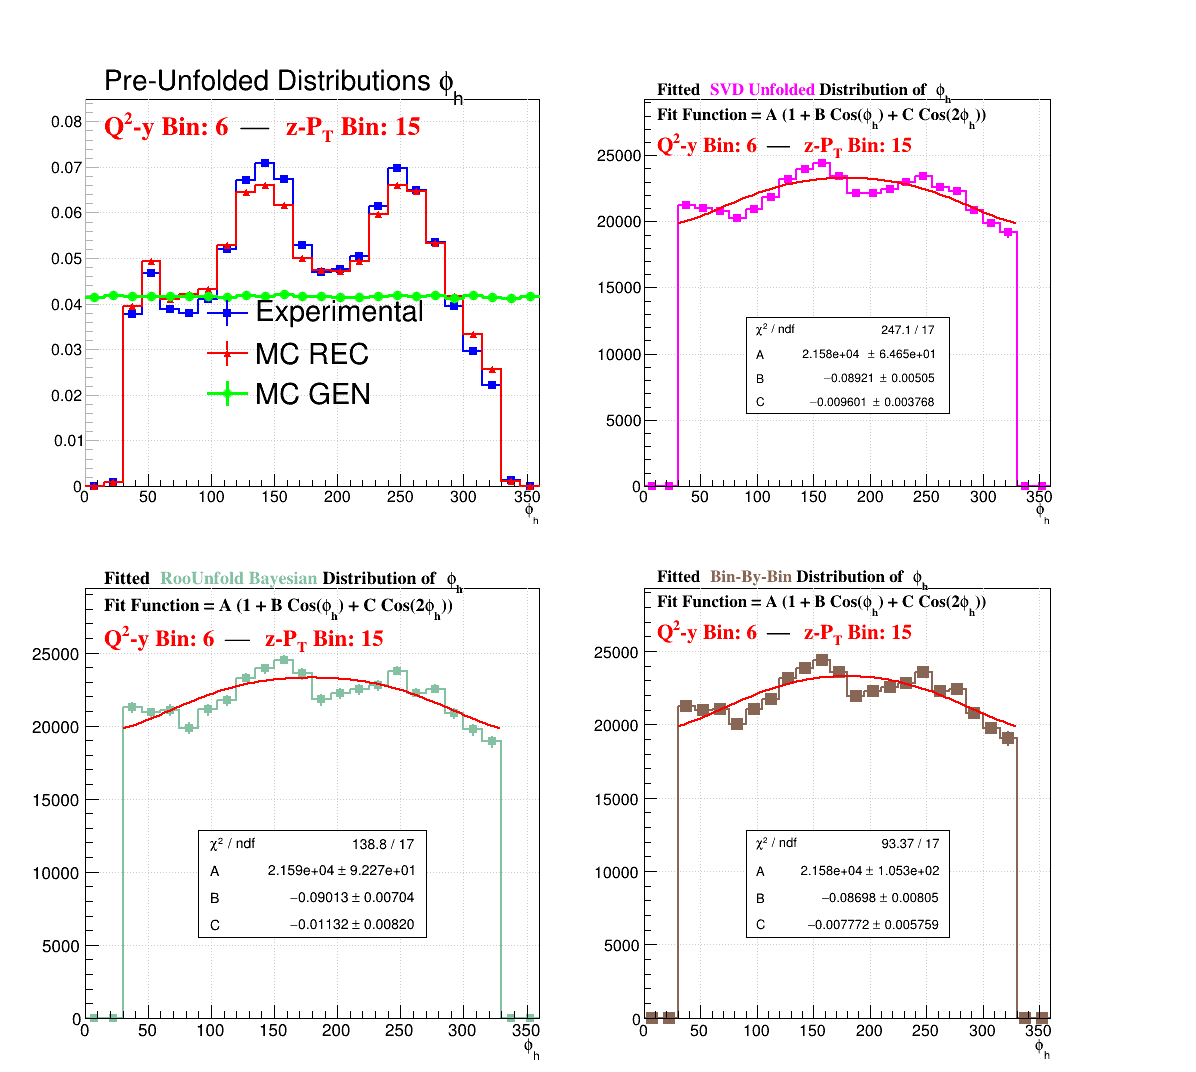 Pre-Unfolded Distributions ϕ_h
Q²-y Bin: 6 — z-P_T Bin: 15
0.08
0.07
0.06
0.05
0.04
0.03
0.02
0.01
0
Experimental
MC REC
MC GEN
0 50 100 150 200 250 300 350
ϕ_h
Fitted SVD Unfolded Distribution of ϕ_h
Fit Function = A (1 + B Cos(ϕ_h) + C Cos(2ϕ_h))
Q²-y Bin: 6 — z-P_T Bin: 15
25000
20000
15000
10000
5000
0
χ² / ndf 247.1 / 17
A 2.158e+04 ± 6.465e+01
B −0.08921 ± 0.00505
C −0.009601 ± 0.003768
0 50 100 150 200 250 300 350
ϕ_h
Fitted RooUnfold Bayesian Distribution of ϕ_h
Fit Function = A (1 + B Cos(ϕ_h) + C Cos(2ϕ_h))
Q²-y Bin: 6 — z-P_T Bin: 15
25000
20000
15000
10000
5000
0
χ² / ndf 138.8 / 17
A 2.159e+04 ± 9.227e+01
B −0.09013 ± 0.00704
C −0.01132 ± 0.00820
0 50 100 150 200 250 300 350
ϕ_h
Fitted Bin-By-Bin Distribution of ϕ_h
Fit Function = A (1 + B Cos(ϕ_h) + C Cos(2ϕ_h))
Q²-y Bin: 6 — z-P_T Bin: 15
25000
20000
15000
10000
5000
0
χ² / ndf 93.37 / 17
A 2.158e+04 ± 1.053e+02
B −0.08698 ± 0.00805
C −0.007772 ± 0.005759
0 50 100 150 200 250 300 350
ϕ_h